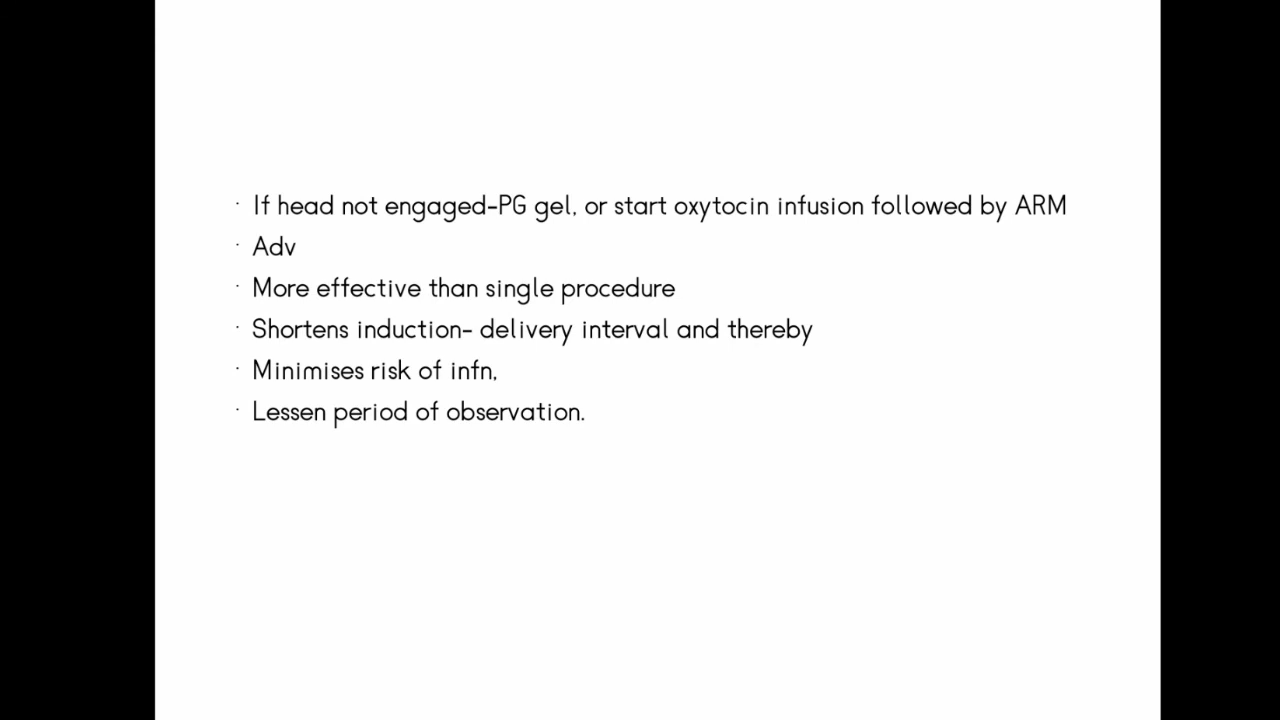 · If head not engaged-PG gel, or start oxytocin infusion followed by ARM
· Adv
· More effective than single procedure
· Shortens induction- delivery interval and thereby
· Minimises risk of infn,
· Lessen period of observation.